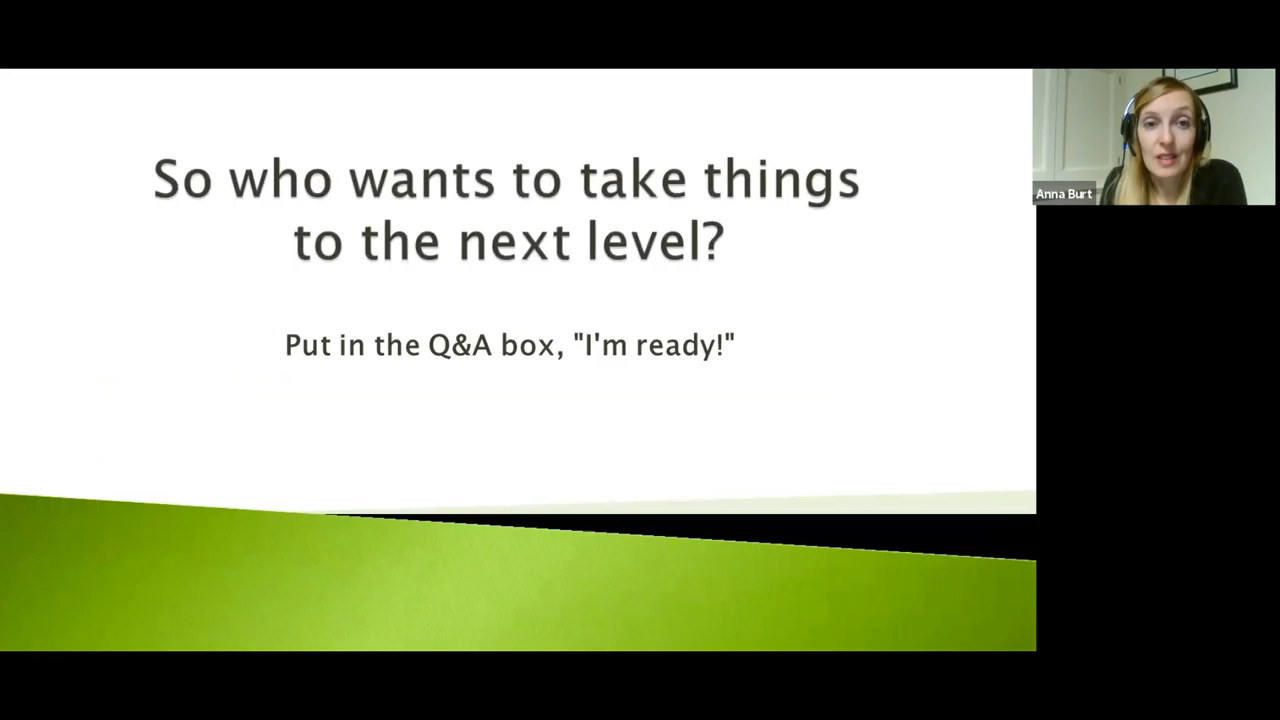 So who wants to take things
to the next level?
Put in the Q&A box, "I'm ready!"
Anna Burt